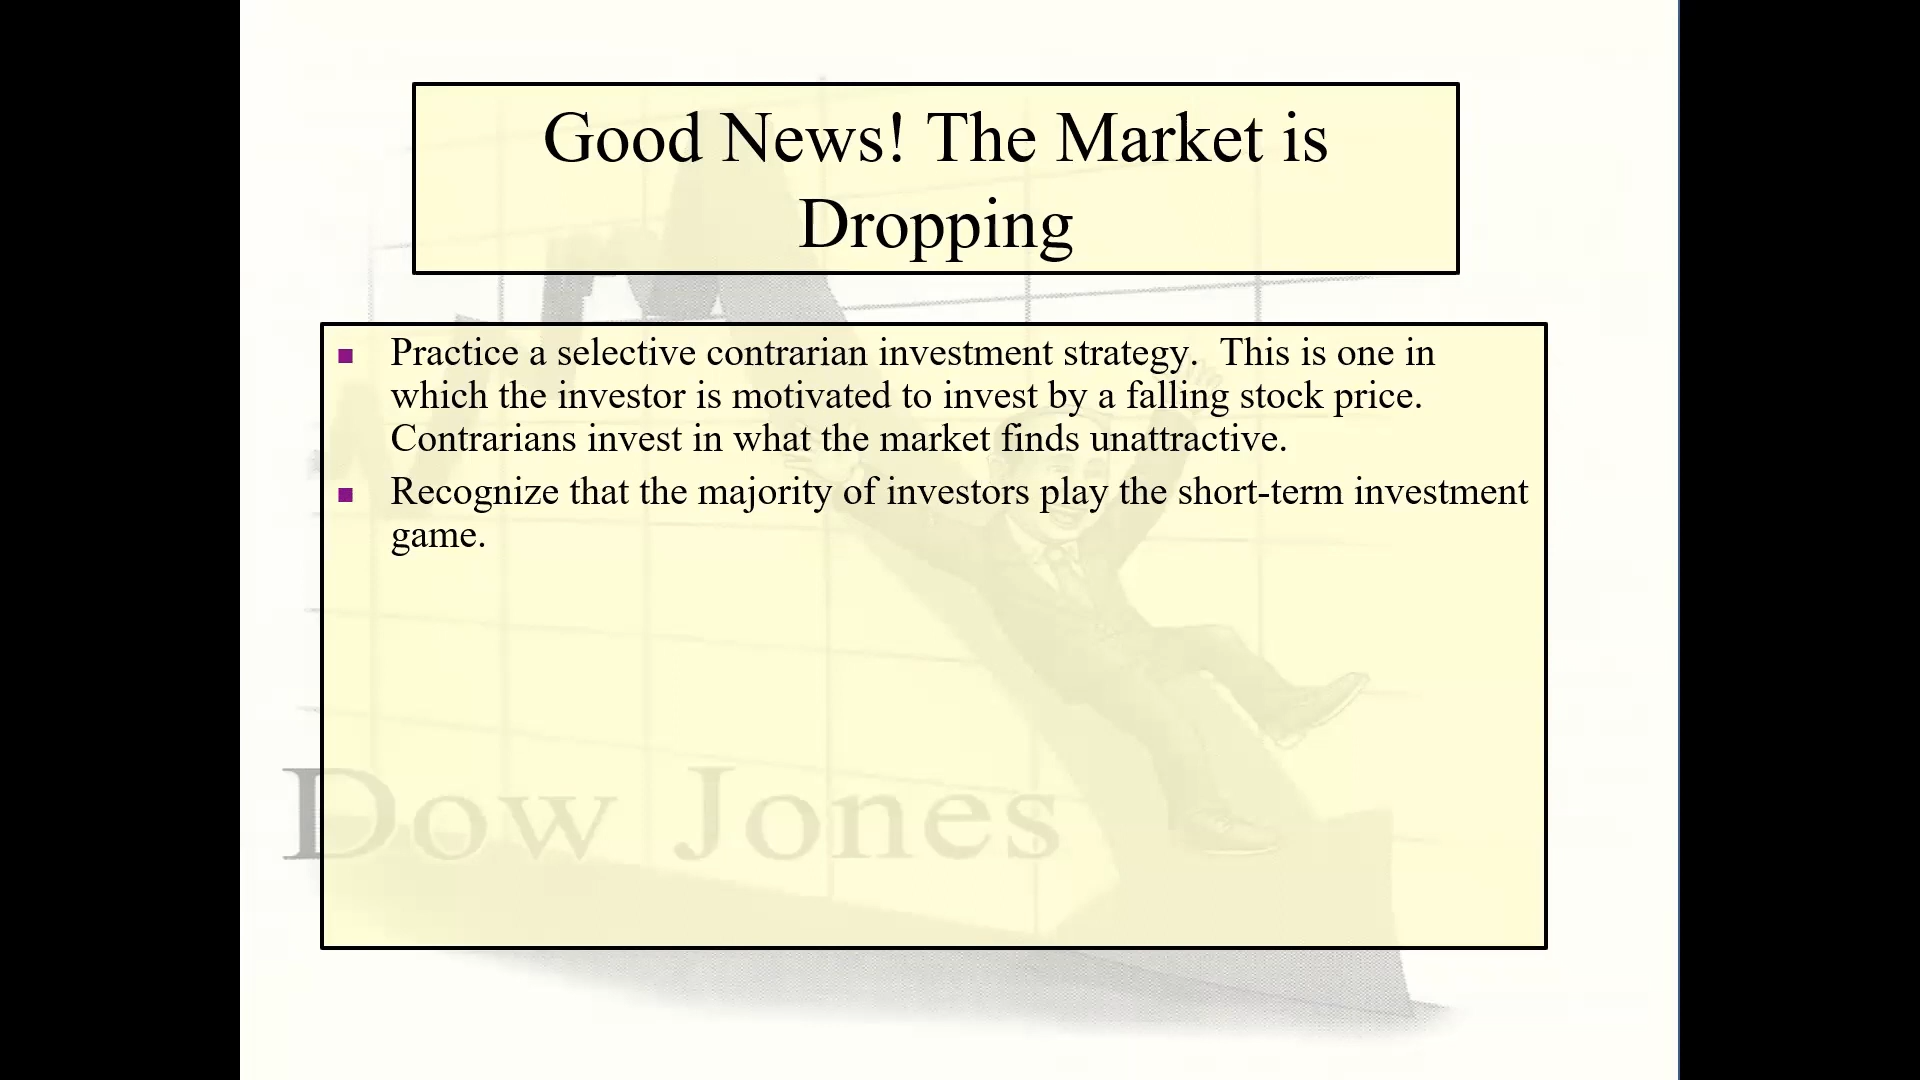 Good News! The Market is
Dropping
Practice a selective contrarian investment strategy.  This is one in
which the investor is motivated to invest by a falling stock price.
Contrarians invest in what the market finds unattractive.
Recognize that the majority of investors play the short-term investment
game.
Dow Jones